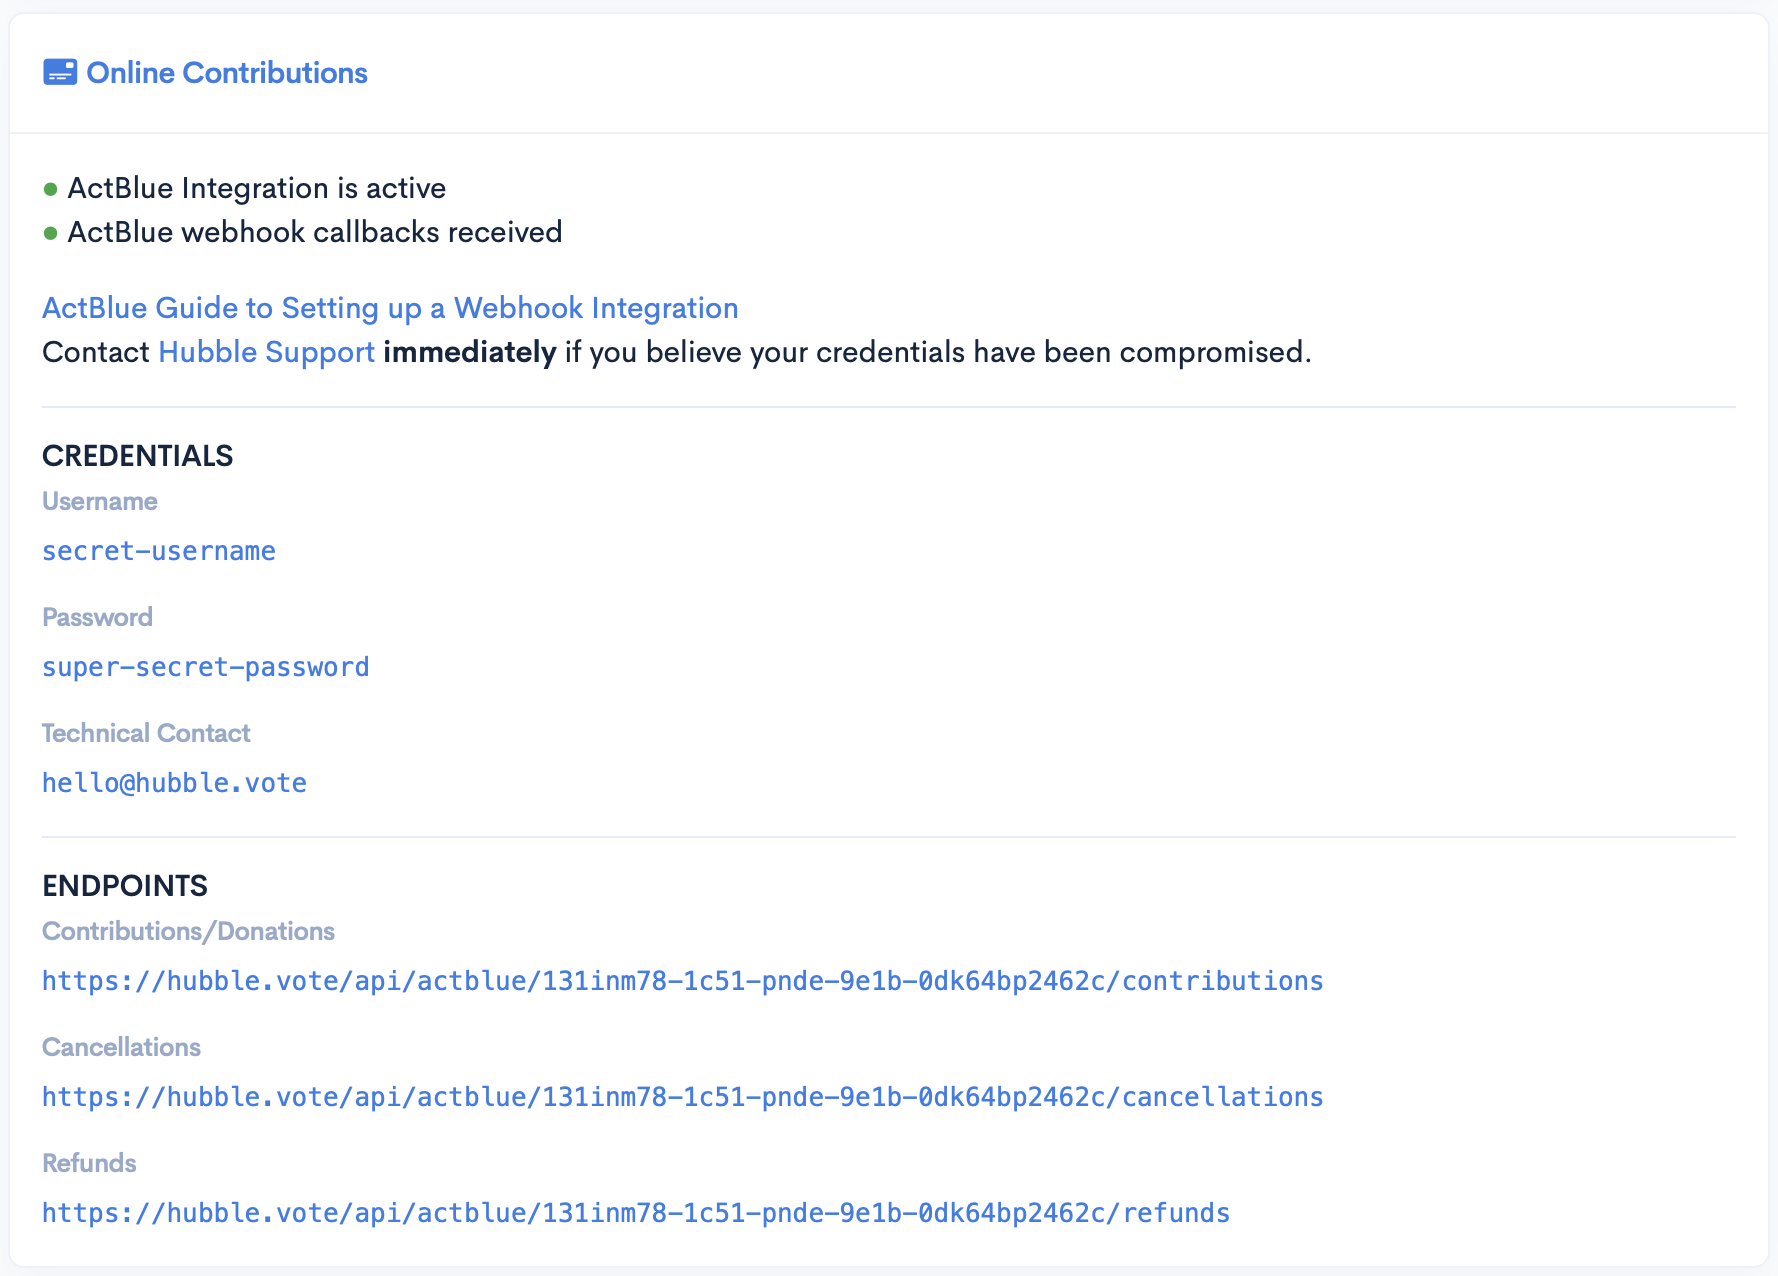 Online Contributions
ActBlue Integration is active
ActBlue webhook callbacks received
ActBlue Guide to Setting up a Webhook Integration
Contact Hubble Support immediately if you believe your credentials have been compromised.
CREDENTIALS
Username
secret-username
Password
super-secret-password
Technical Contact
hello@hubble.vote
ENDPOINTS
Contributions/Donations
https://hubble.vote/api/actblue/131inm78-1c51-pnde-9e1b-0dk64bp2462c/contributions
Cancellations
https://hubble.vote/api/actblue/131inm78-1c51-pnde-9e1b-0dk64bp2462c/cancellations
Refunds
https://hubble.vote/api/actblue/131inm78-1c51-pnde-9e1b-0dk64bp2462c/refunds